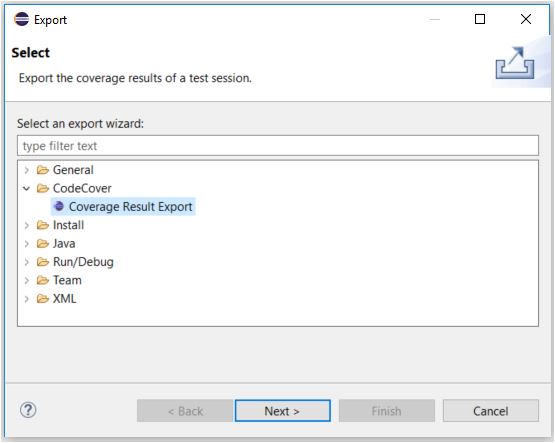 Export
Select
Export the coverage results of a test session.
Select an export wizard:
type filter text
General
CodeCover
Coverage Result Export
Install
Java
Run/Debug
Team
XML
? < Back Next > Finish Cancel